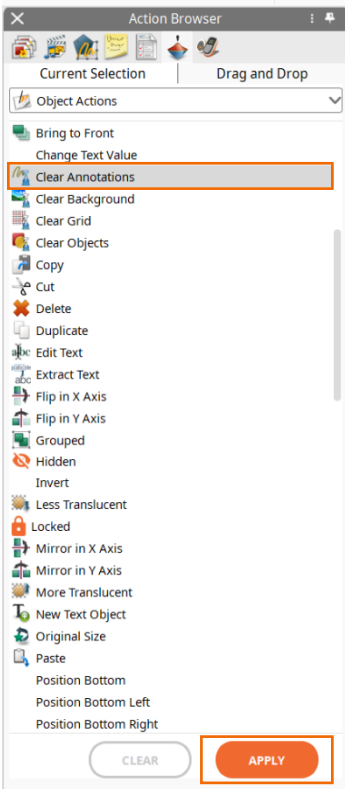 Action Browser
Current Selection Drag and Drop
Object Actions
Bring to Front
Change Text Value
Clear Annotations
Clear Background
Clear Grid
Clear Objects
Copy
Cut
Delete
Duplicate
abc Edit Text
abc Extract Text
Flip in X Axis
Flip in Y Axis
Grouped
Hidden
Invert
Less Translucent
Locked
Mirror in X Axis
Mirror in Y Axis
More Translucent
New Text Object
Original Size
Paste
Position Bottom
Position Bottom Left
Position Bottom Right
CLEAR APPLY